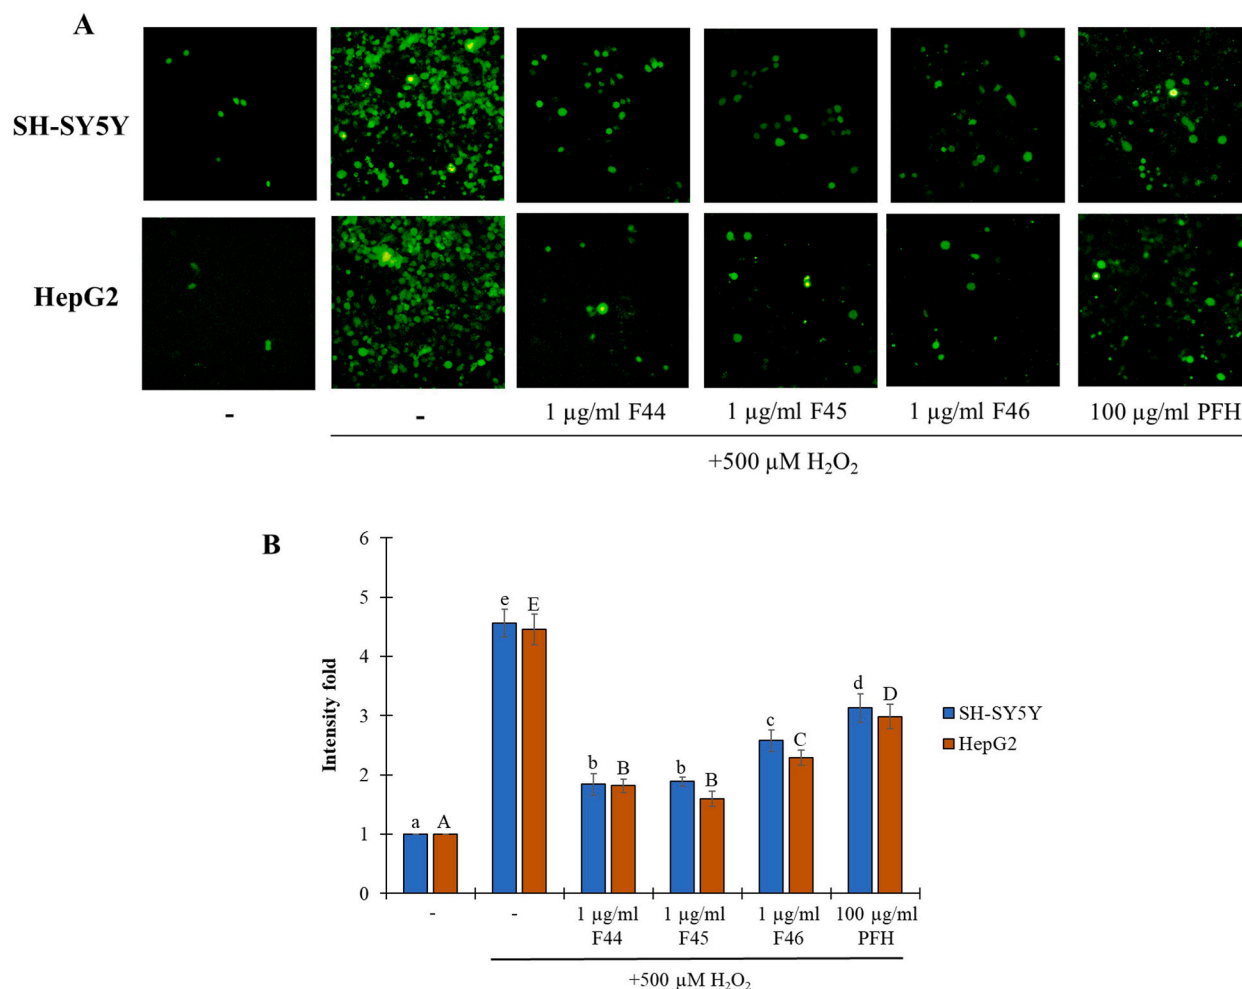 A
SH-SY5Y
HepG2
- - 1 µg/ml F44 1 µg/ml F45 1 µg/ml F46 100 µg/ml PFH
+500 µM H₂O₂
B
6
5
4
3
2
1
0
Intensity fold
a A e E b B b B c C d D
SH-SY5Y
HepG2
- - 1 µg/ml 1 µg/ml 1 µg/ml 100 µg/ml
F44 F45 F46 PFH
+500 µM H₂O₂